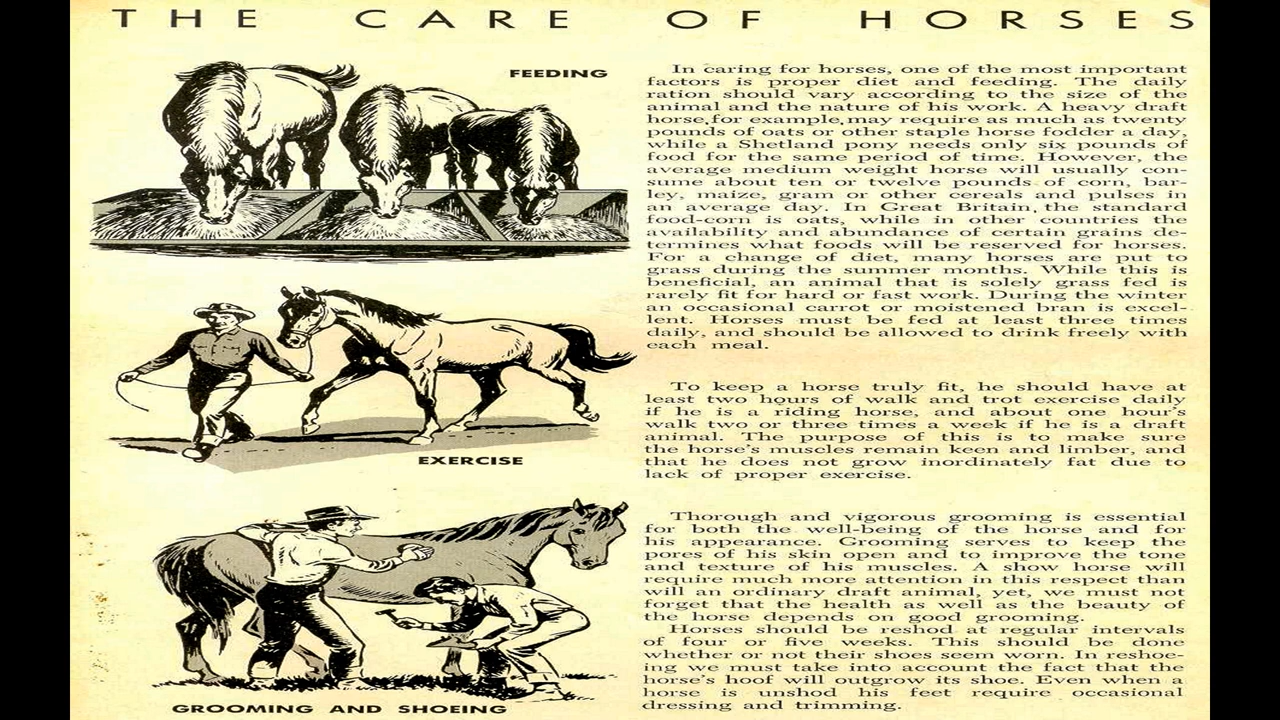 THE CARE OF HORSES
FEEDING
In caring for horses, one of the most important
factors is proper diet and feeding. The daily
ration should vary according to the size of the
animal and the nature of his work. A heavy draft
horse, for example, may require as much as twenty
pounds of oats or other staple horse fodder a day,
while a Shetland pony needs only six pounds of
food for the same period of time. However, the
average medium weight horse will usually con-
sume about ten or twelve pounds of corn, bar-
ley, maize, gram or other cereals and pulses in
an average day. In Great Britain, the standard
food-corn is oats, while in other countries the
availability and abundance of certain grains de-
termines what foods will be reserved for horses.
For a change of diet, many horses are put to
grass during the summer months. While this is
beneficial, an animal that is solely grass fed is
rarely fit for hard or fast work. During the winter
an occasional carrot or moistened bran is excel-
lent. Horses must be fed at least three times
daily, and should be allowed to drink freely with
each meal.
EXERCISE
To keep a horse truly fit, he should have at
least two hours of walk and trot exercise daily
if he is a riding horse, and about one hour's
walk two or three times a week if he is a draft
animal. The purpose of this is to make sure
the horse's muscles remain keen and limber, and
that he does not grow inordinately fat due to
lack of proper exercise.
GROOMING AND SHOEING
Thorough and vigorous grooming is essential
for both the well-being of the horse and for
his appearance. Grooming serves to keep the
pores of his skin open and to improve the tone
and texture of his muscles. A show horse will
require much more attention in this respect than
will an ordinary draft animal, yet, we must not
forget that the health as well as the beauty of
the horse depends on good grooming.
Horses should be reshod at regular intervals
of four or five weeks. This should be done
whether or not their shoes seem worn. In reshoe-
ing we must take into account the fact that the
horse's hoof will outgrow its shoe. Even when a
horse is unshod his feet require occasional
dressing and trimming.